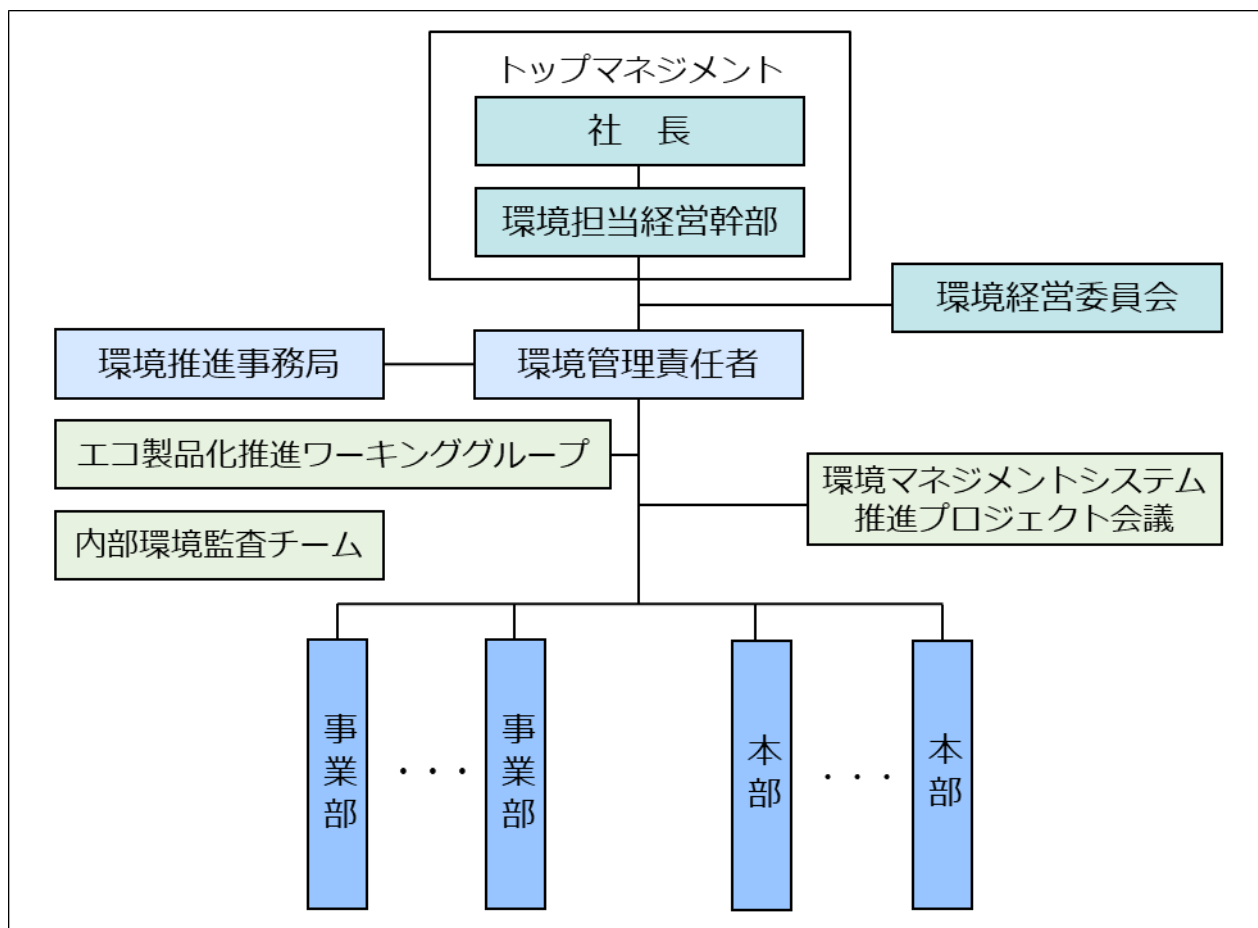 トップマネジメント
社　長
環境担当経営幹部
環境経営委員会
環境推進事務局
環境管理責任者
エコ製品化推進ワーキンググループ
環境マネジメントシステム
推進プロジェクト会議
内部環境監査チーム
事業部
・・・
事業部
本部
・・・
本部